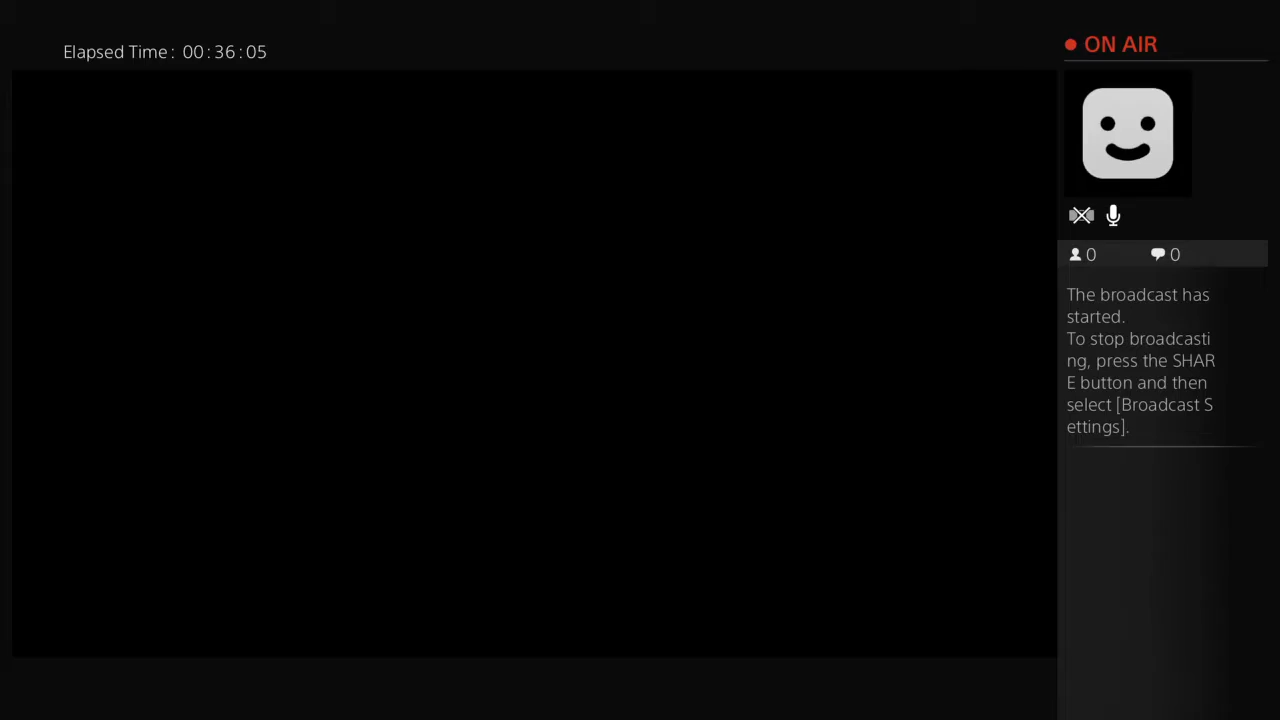 Elapsed Time: 00:36:05
ON AIR
0 0
The broadcast has
started.
To stop broadcasti
ng, press the SHAR
E button and then
select [Broadcast S
ettings].